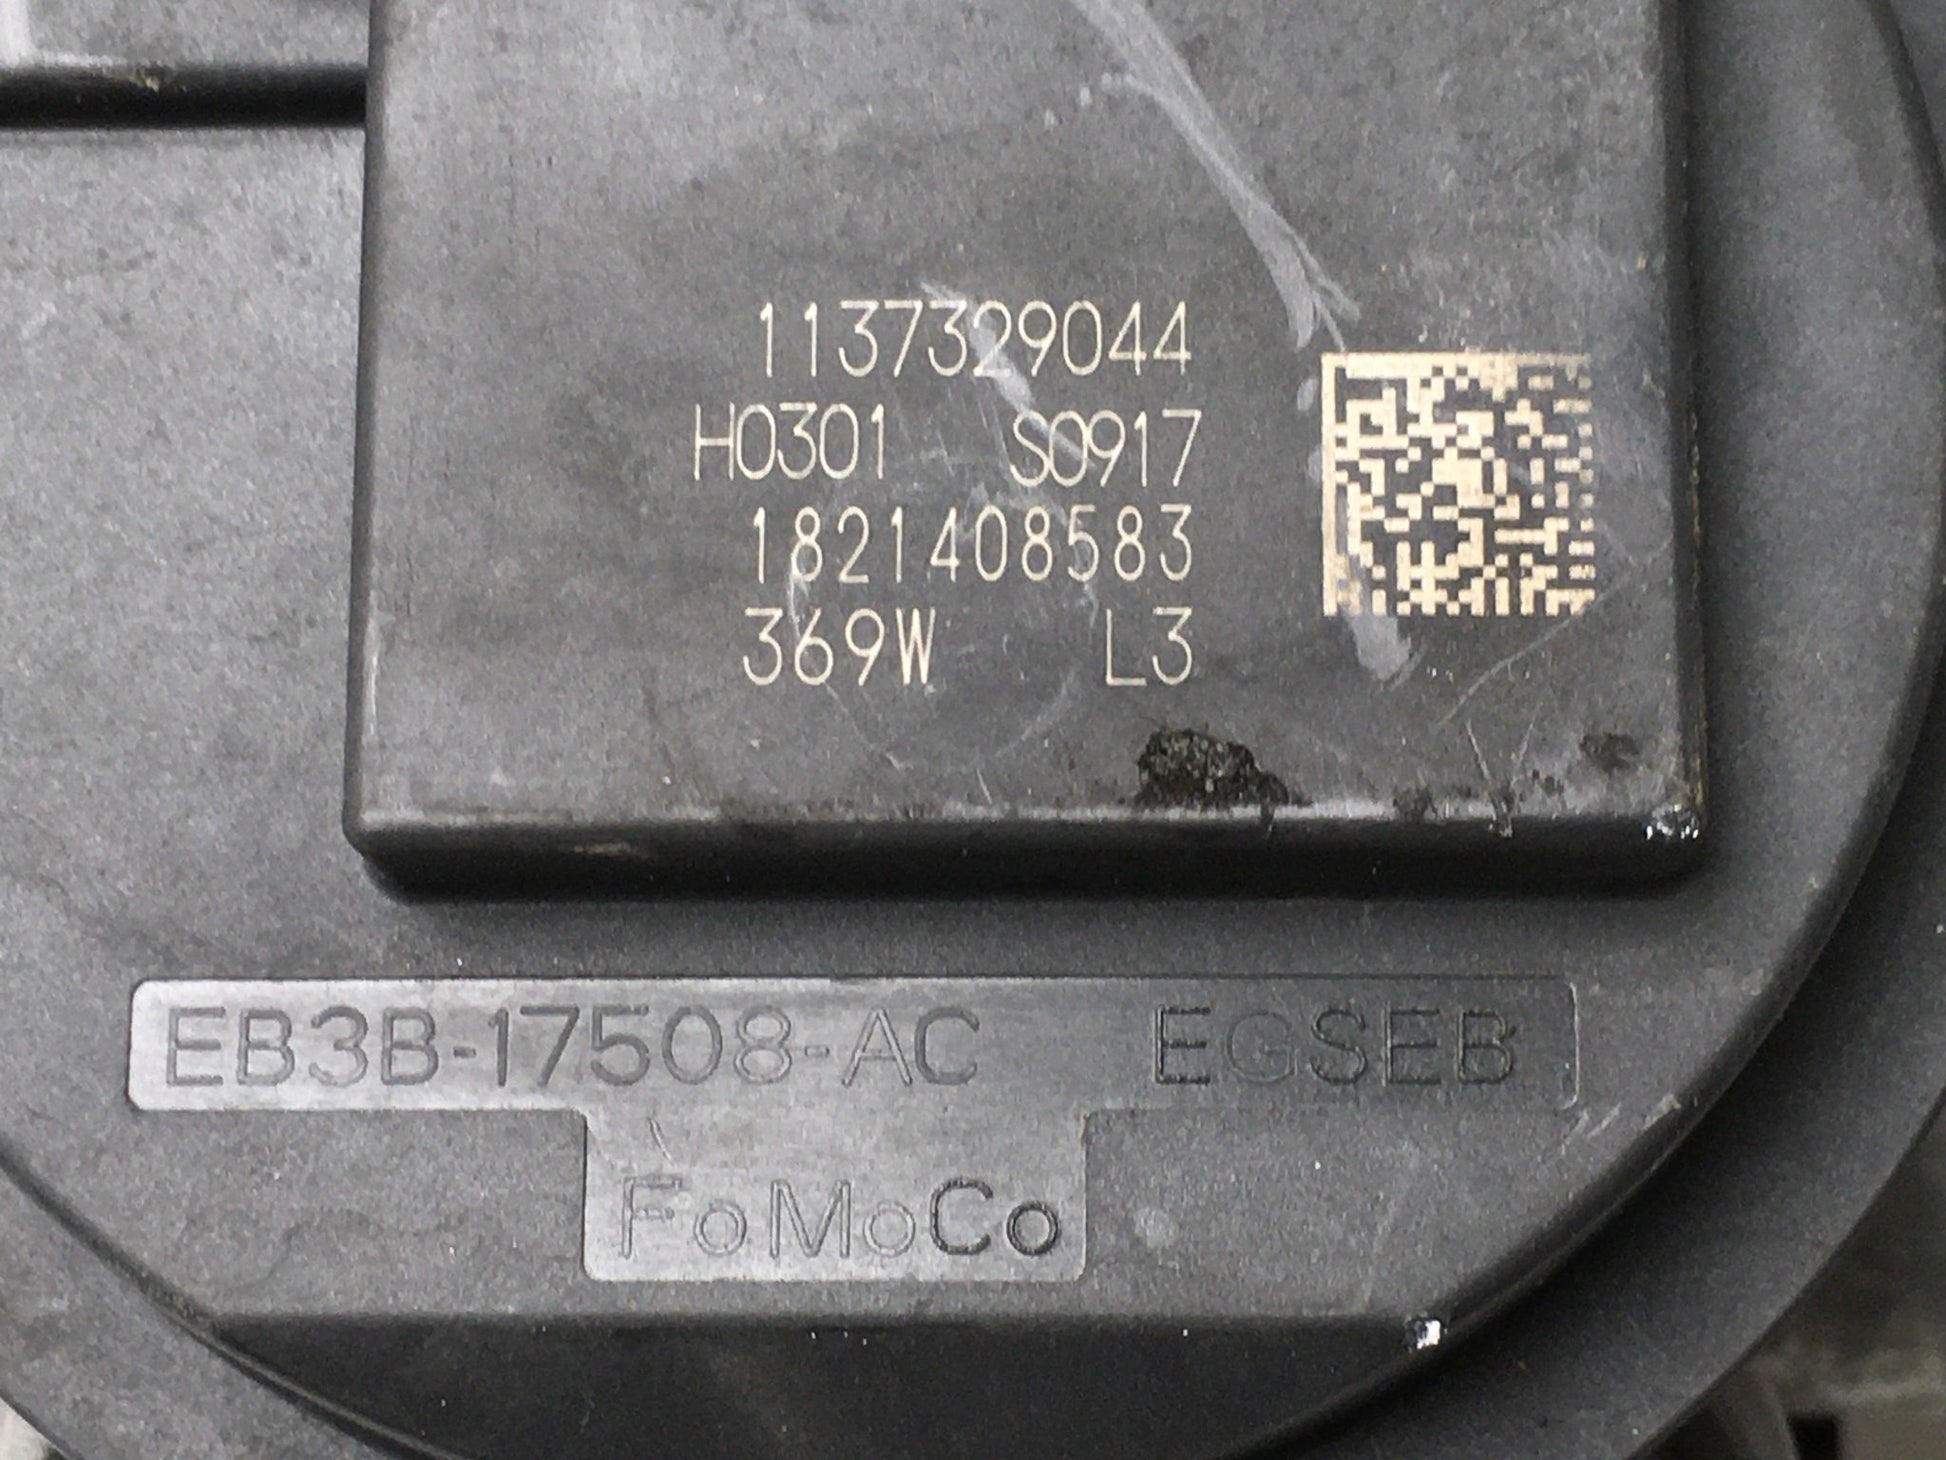 1137329044
H0301 S0917
1821408583
369W L3
EB3B-17508-AC EGSEB
FoMoCo